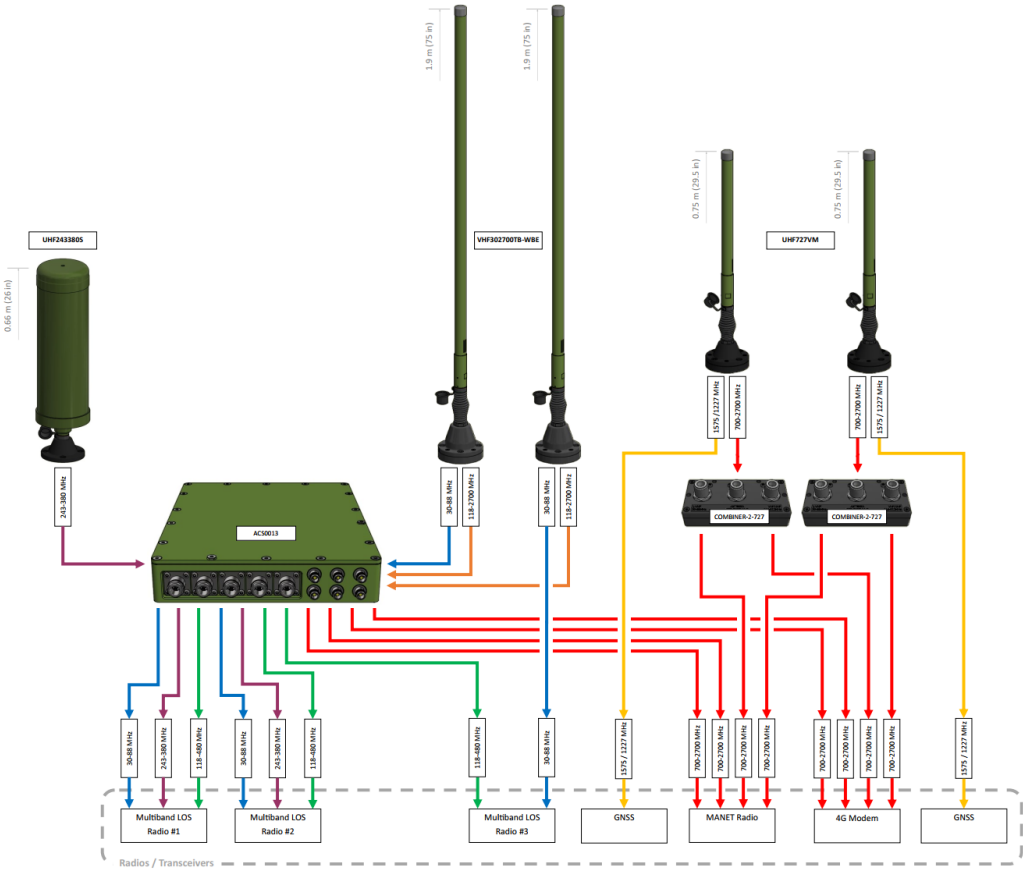 1.9 m (75 in)
1.9 m (75 in)
0.75 m (29.5 in)
0.75 m (29.5 in)
UHF243380S
VHF302700TB-WBE
UHF727VM
0.66 m (26 in)
1575 /1227 MHz
700-2700 MHz
700-2700 MHz
1575 / 1227 MHz
243-380 MHz
30-88 MHz
118-2700 MHz
30-88 MHz
118-2700 MHz
COMBINER-2-727
COMBINER-2-727
ACS0013
30-88 MHz
243-380 MHz
118-480 MHz
30-88 MHz
243-380 MHz
118-480 MHz
118-480 MHz
30-88 MHz
1575 / 1227 MHz
700-2700 MHz
700-2700 MHz
700-2700 MHz
700-2700 MHz
700-2700 MHz
700-2700 MHz
700-2700 MHz
700-2700 MHz
1575 / 1227 MHz
Multiband LOS
Radio #1
Multiband LOS
Radio #2
Multiband LOS
Radio #3
GNSS
MANET Radio
4G Modem
GNSS
Radios / Transceivers